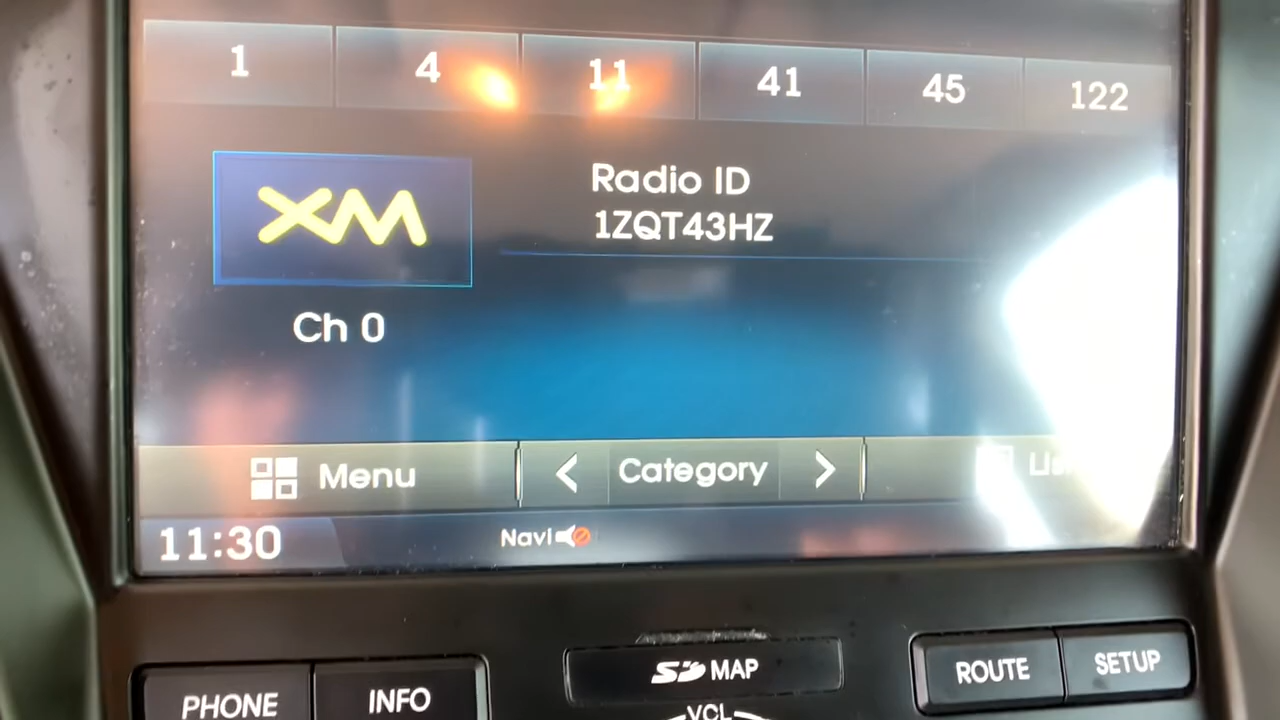 1 4 11 41 45 122
XM
Radio ID
1ZQT43HZ
Ch 0
Menu
Category
11:30
Navi
PHONE
INFO
SD MAP
ROUTE
SETUP
VCL